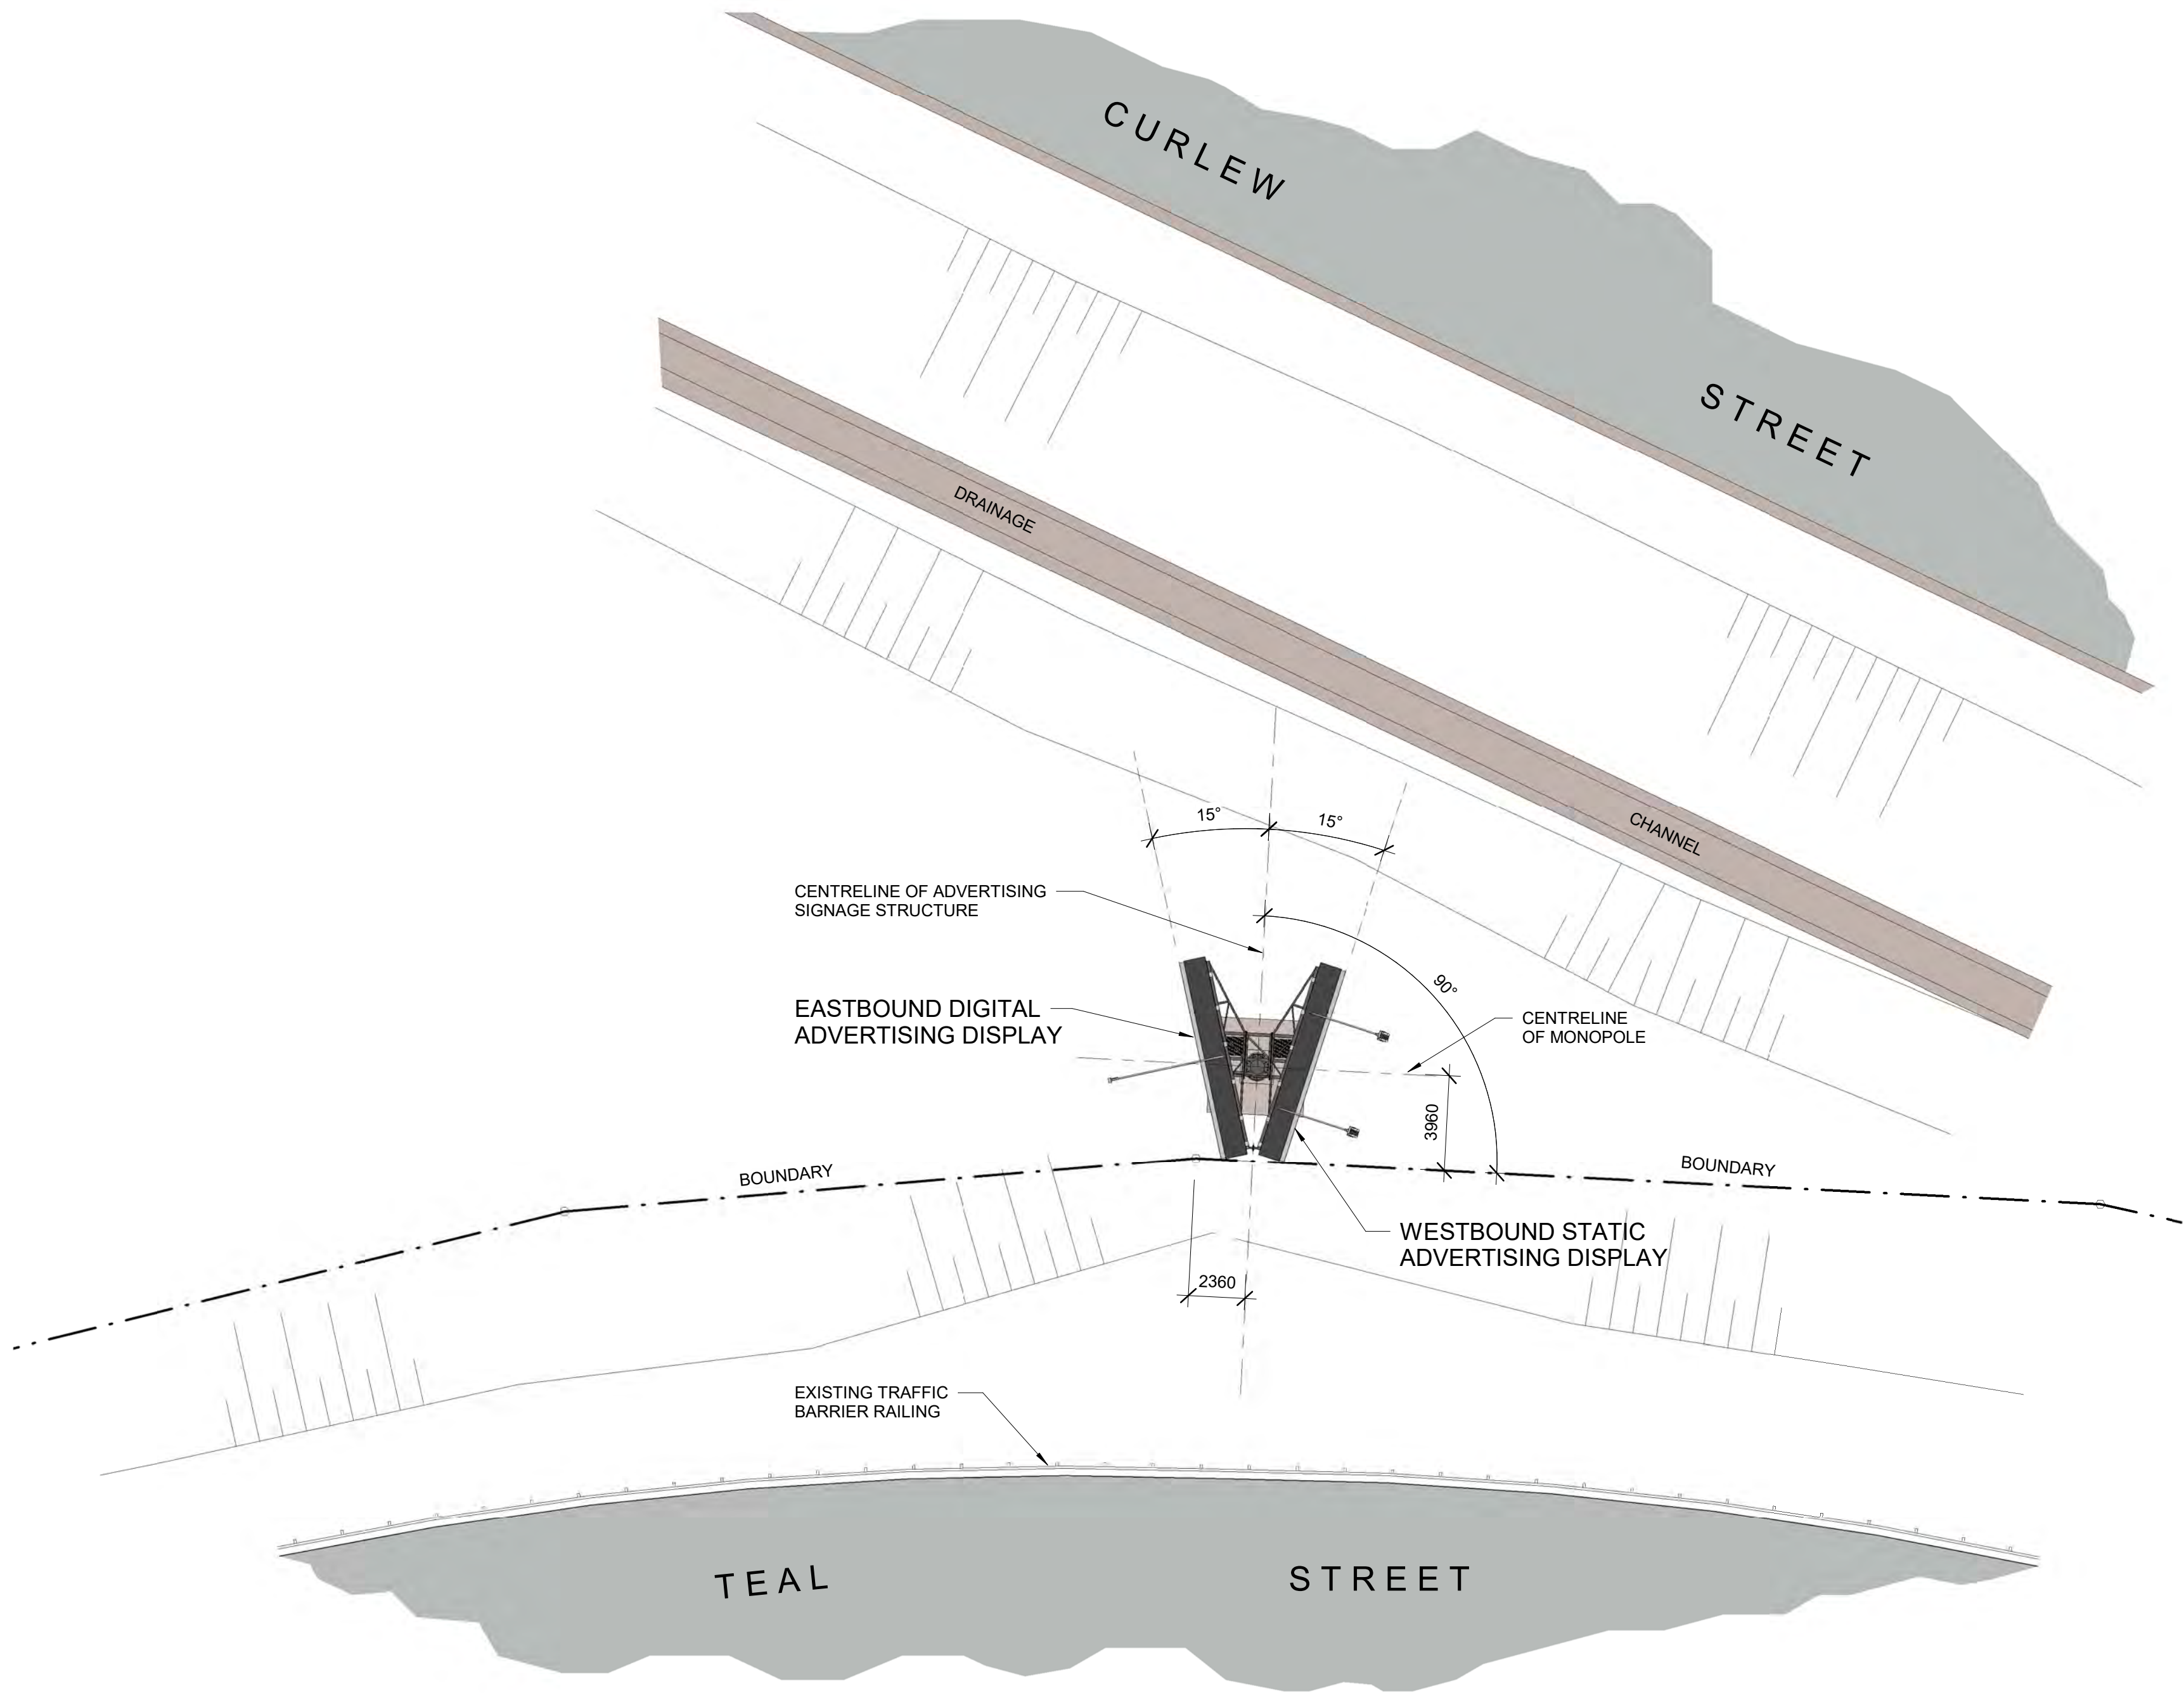 CURLEW
STREET
DRAINAGE
CHANNEL
15°
15°
CENTRELINE OF ADVERTISING
SIGNAGE STRUCTURE
90°
EASTBOUND DIGITAL
ADVERTISING DISPLAY
CENTRELINE
OF MONOPOLE
3960
BOUNDARY
BOUNDARY
WESTBOUND STATIC
ADVERTISING DISPLAY
2360
EXISTING TRAFFIC
BARRIER RAILING
TEAL
STREET